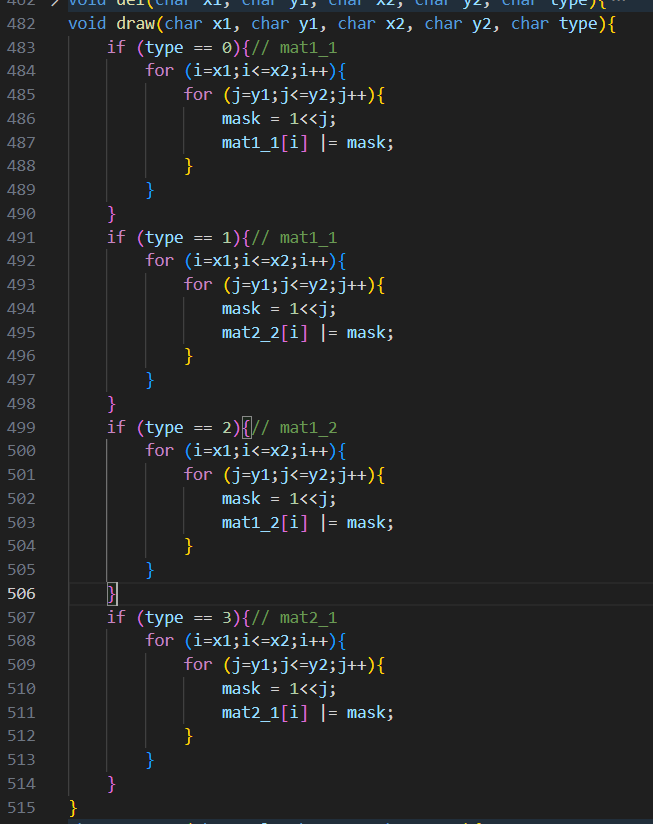 void del(char x1, char y1, char x2, char y2, char type){ ...
482 void draw(char x1, char y1, char x2, char y2, char type){
483 if (type == 0){// mat1_1
484 for (i=x1;i<=x2;i++){
485 for (j=y1;j<=y2;j++){
486 mask = 1<<j;
487 mat1_1[i] |= mask;
488 }
489 }
490 }
491 if (type == 1){// mat1_1
492 for (i=x1;i<=x2;i++){
493 for (j=y1;j<=y2;j++){
494 mask = 1<<j;
495 mat2_2[i] |= mask;
496 }
497 }
498 }
499 if (type == 2){// mat1_2
500 for (i=x1;i<=x2;i++){
501 for (j=y1;j<=y2;j++){
502 mask = 1<<j;
503 mat1_2[i] |= mask;
504 }
505 }
506 }
507 if (type == 3){// mat2_1
508 for (i=x1;i<=x2;i++){
509 for (j=y1;j<=y2;j++){
510 mask = 1<<j;
511 mat2_1[i] |= mask;
512 }
513 }
514 }
515 }